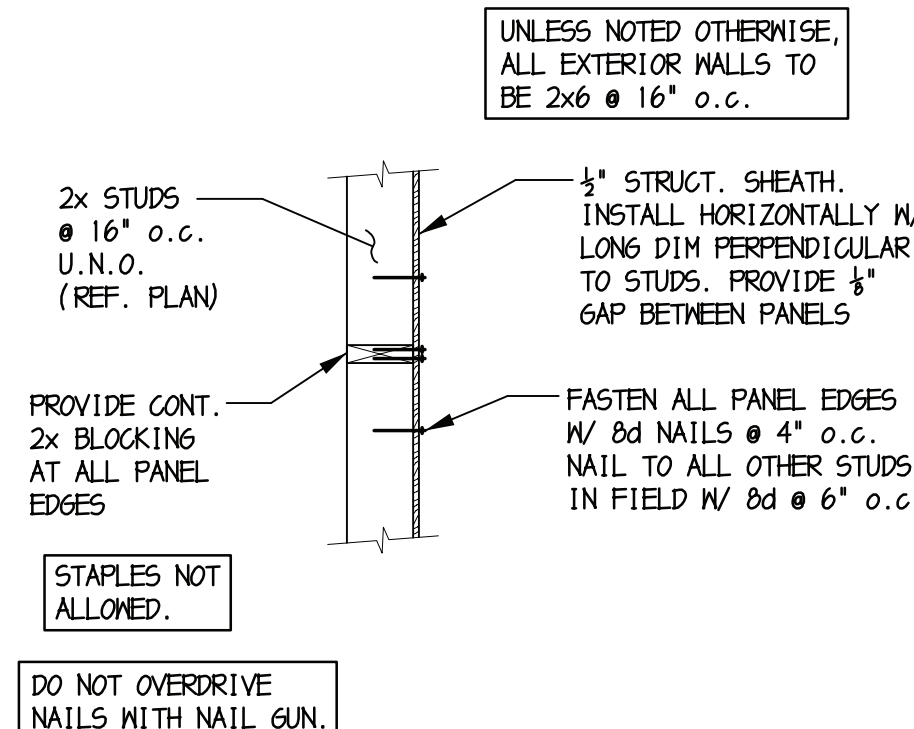 UNLESS NOTED OTHERWISE,
ALL EXTERIOR WALLS TO
BE 2x6 @ 16" o.c.
2x STUDS
@ 16" o.c.
U.N.O.
(REF. PLAN)
½" STRUCT. SHEATH.
INSTALL HORIZONTALLY W/
LONG DIM PERPENDICULAR
TO STUDS. PROVIDE ⅛"
GAP BETWEEN PANELS
PROVIDE CONT.
2x BLOCKING
AT ALL PANEL
EDGES
FASTEN ALL PANEL EDGES
W/ 8d NAILS @ 4" o.c.
NAIL TO ALL OTHER STUDS
IN FIELD W/ 8d @ 6" o.c
STAPLES NOT
ALLOWED.
DO NOT OVERDRIVE
NAILS WITH NAIL GUN.